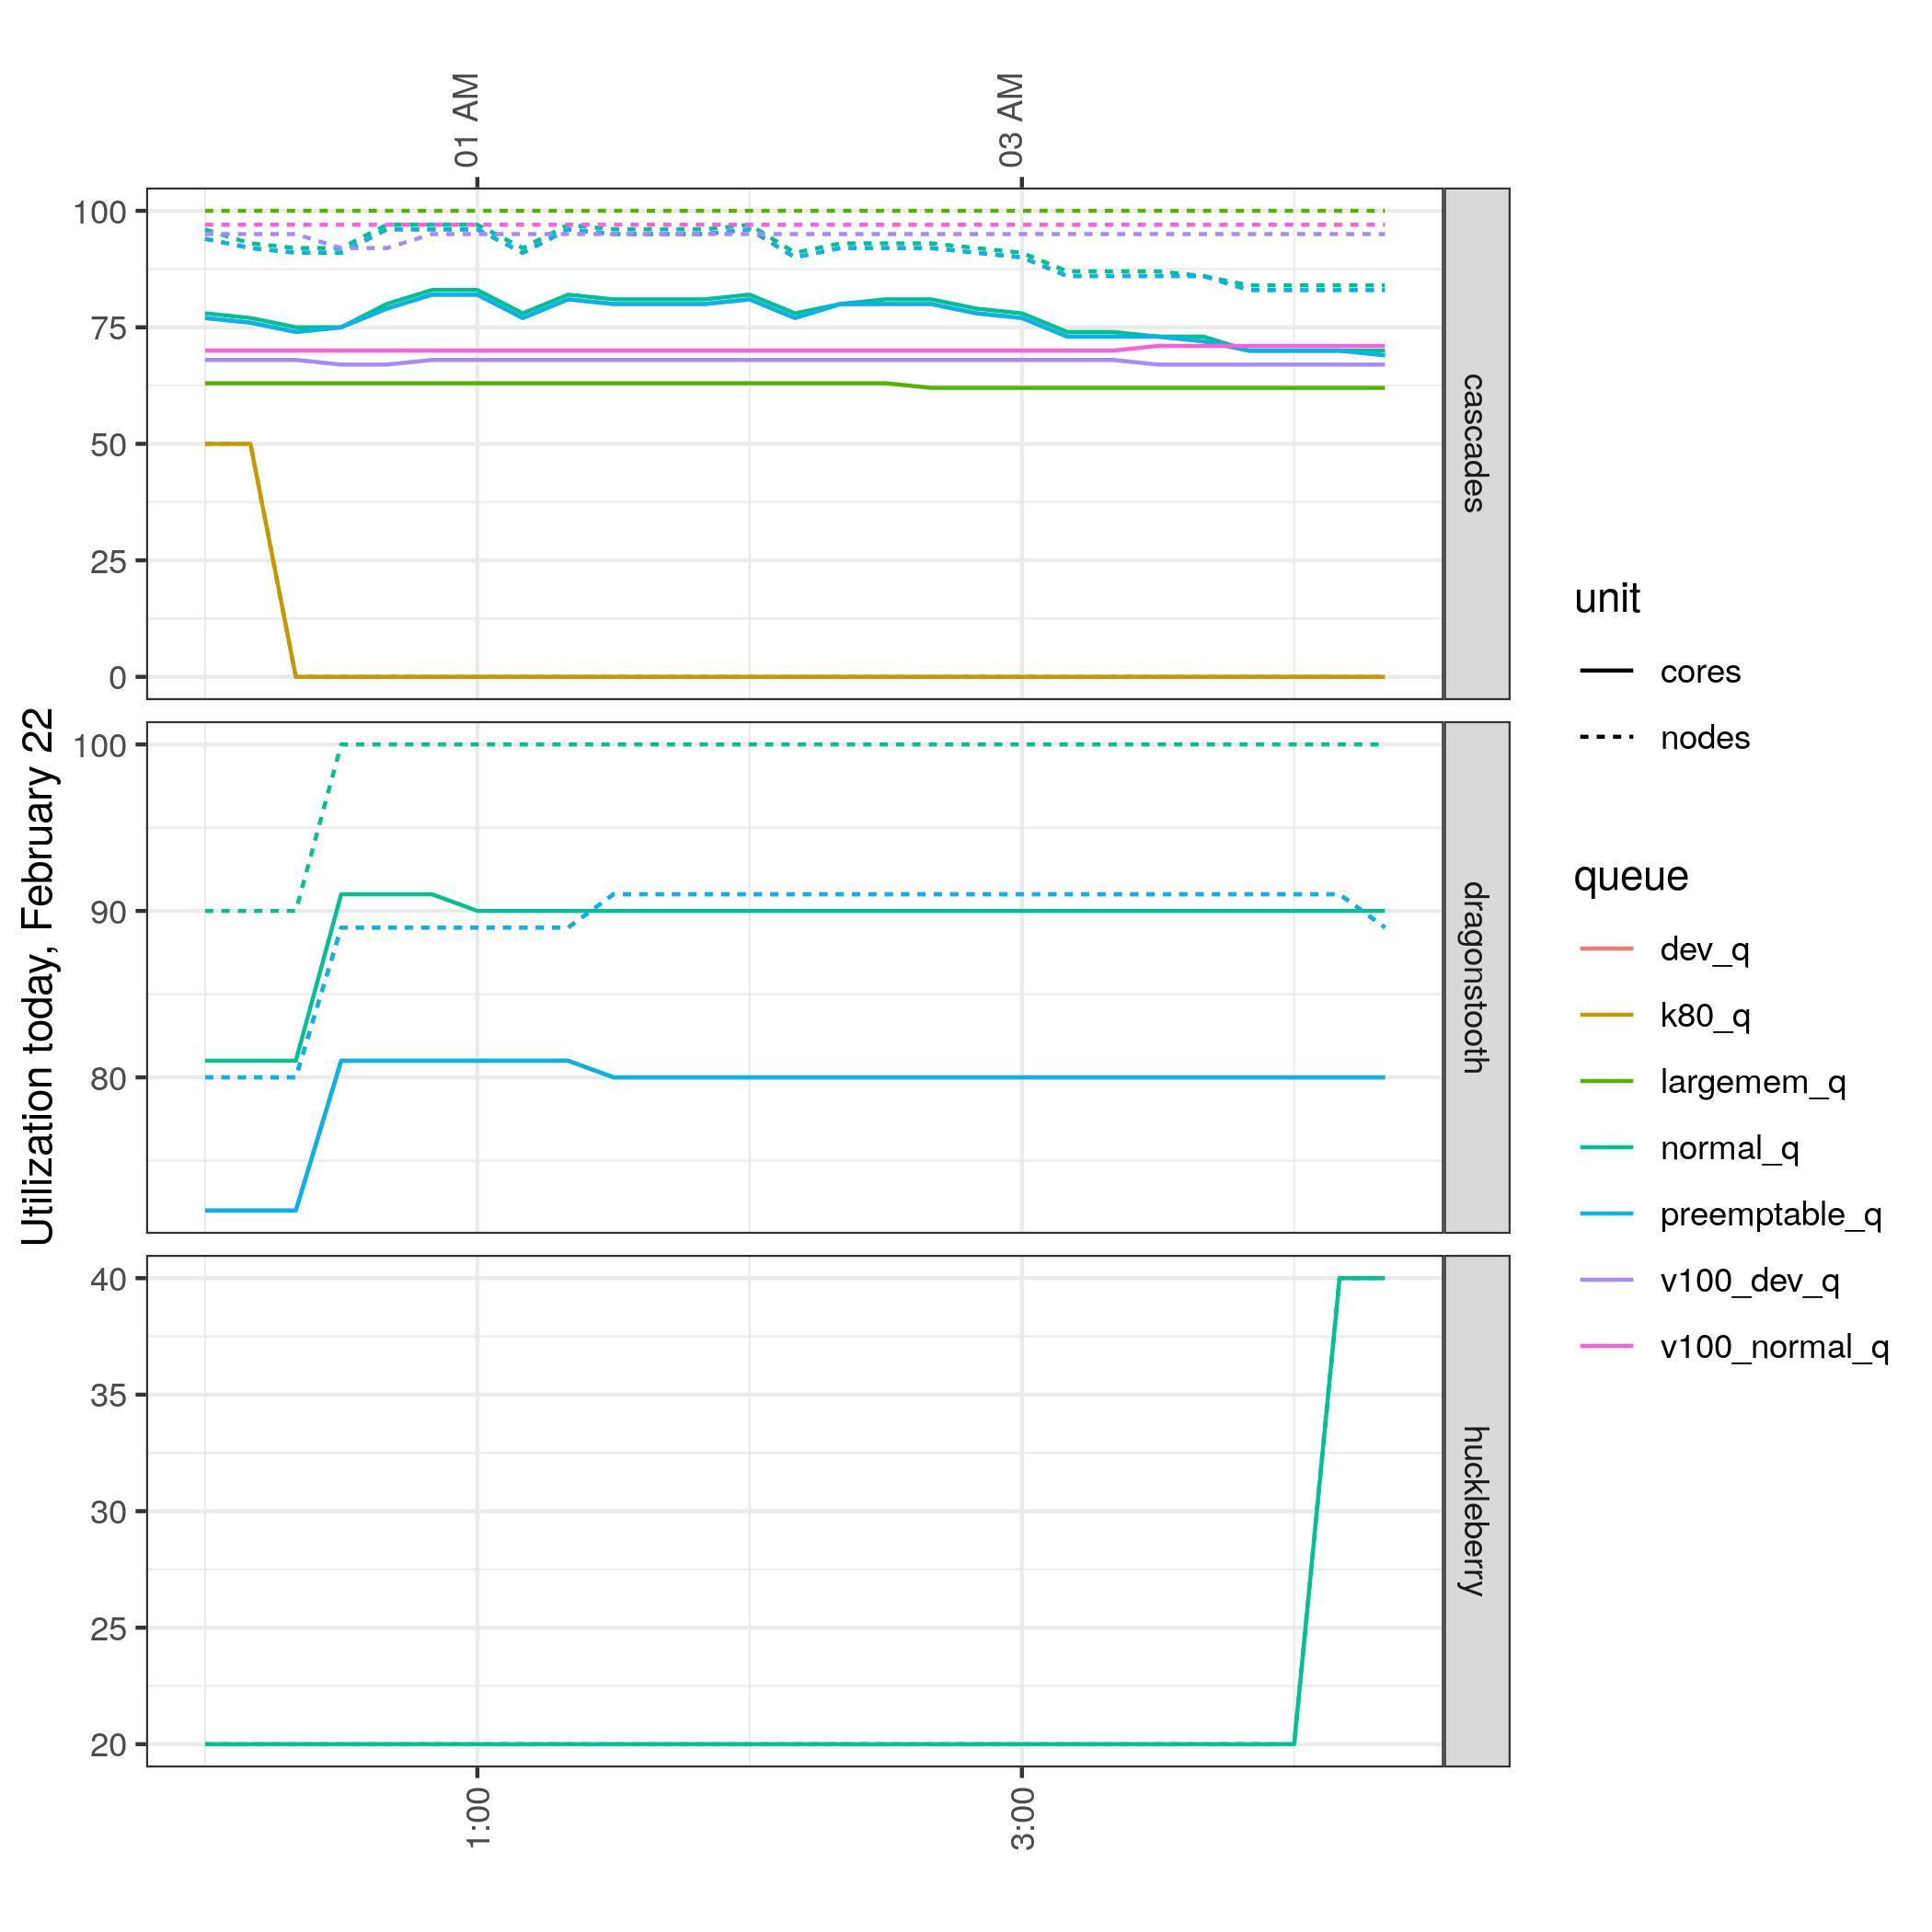 01 AM
03 AM
100
75
50
25
0
cascades
100
90
80
dragonstooth
40
35
30
25
20
huckleberry
1:00
3:00
Utilization today, February 22
unit
cores
nodes
queue
dev_q
k80_q
largemem_q
normal_q
preemptable_q
v100_dev_q
v100_normal_q